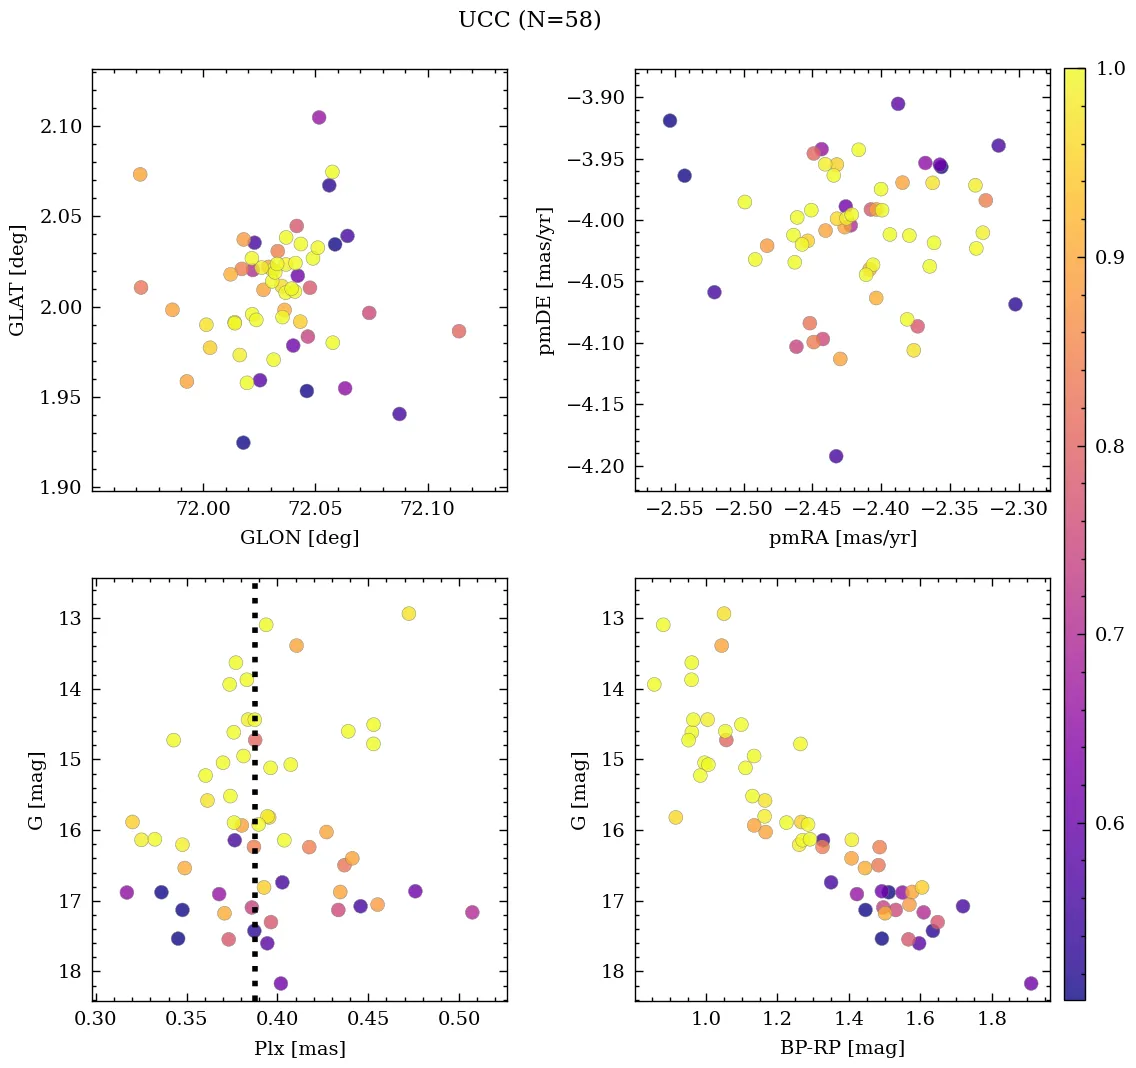 UCC (N=58)
2.10
2.05
2.00
1.95
1.90
GLAT [deg]
72.00 72.05 72.10
GLON [deg]
−3.90
−3.95
−4.00
−4.05
−4.10
−4.15
−4.20
pmDE [mas/yr]
−2.55 −2.50 −2.45 −2.40 −2.35 −2.30
pmRA [mas/yr]
1.0
0.9
0.8
0.7
0.6
13
14
15
16
17
18
G [mag]
0.30 0.35 0.40 0.45 0.50
Plx [mas]
13
14
15
16
17
18
G [mag]
1.0 1.2 1.4 1.6 1.8
BP-RP [mag]